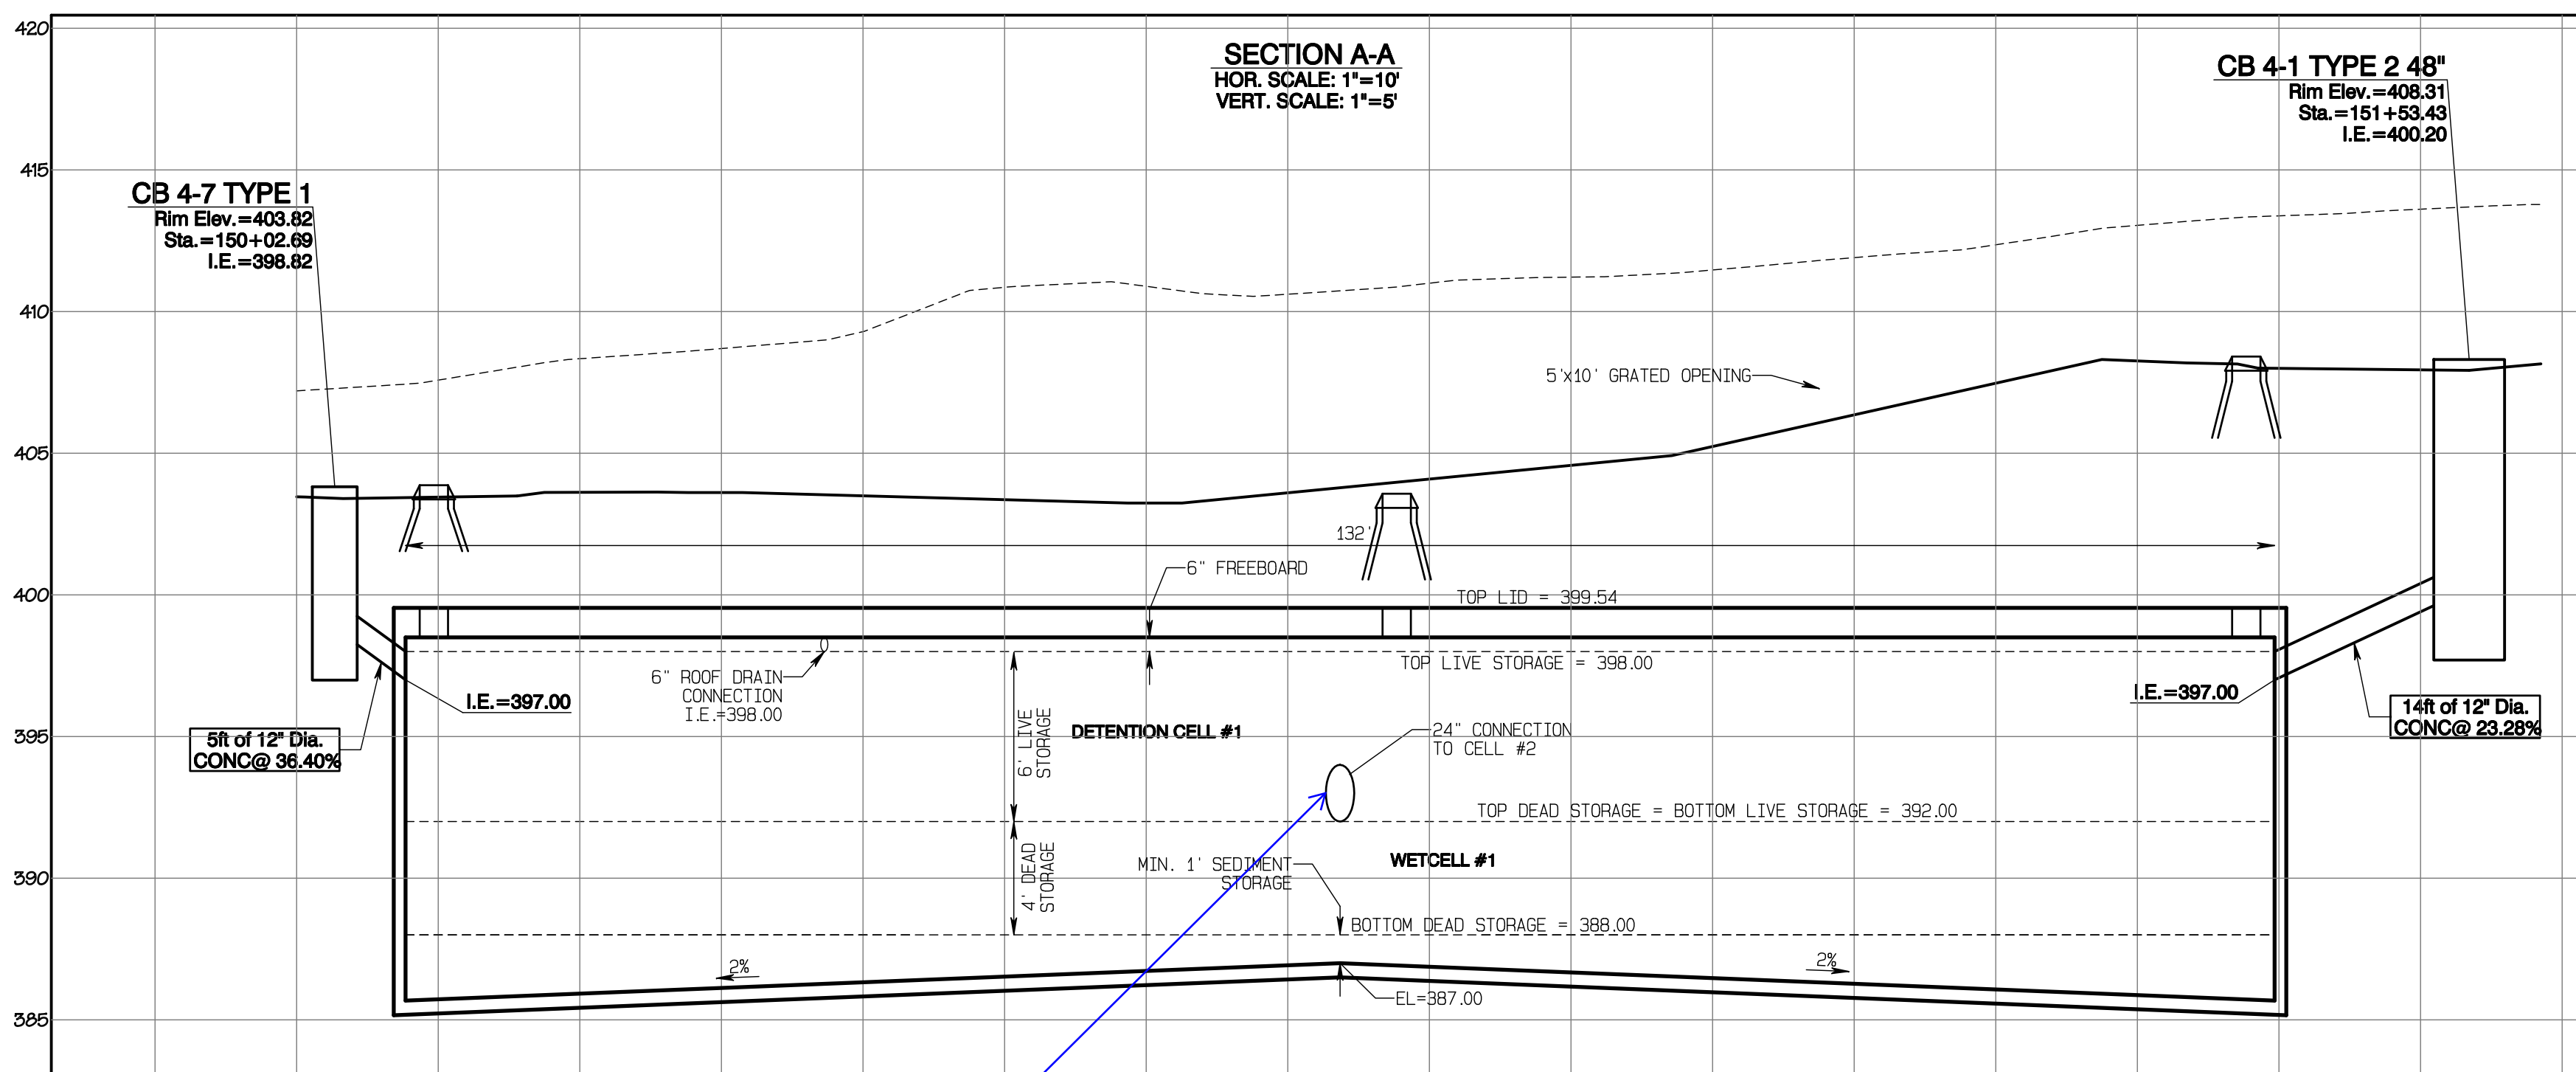 SECTION A-A
HOR. SCALE: 1"=10'
VERT. SCALE: 1"=5'
CB 4-1 TYPE 2 48"
Rim Elev.=408.31
Sta.=151+53.43
I.E.=400.20
CB 4-7 TYPE 1
Rim Elev.=403.82
Sta.=150+02.69
I.E.=398.82
420
415
410
405
400
395
390
385
5'x10' GRATED OPENING
132'
6" FREEBOARD
TOP LID = 399.54
TOP LIVE STORAGE = 398.00
6" ROOF DRAIN
CONNECTION
I.E.=398.00
I.E.=397.00
I.E.=397.00
5ft of 12" Dia.
CONC@ 36.40%
14ft of 12" Dia.
CONC@ 23.28%
6' LIVE
STORAGE
DETENTION CELL #1
24" CONNECTION
TO CELL #2
TOP DEAD STORAGE = BOTTOM LIVE STORAGE = 392.00
4' DEAD
STORAGE
MIN. 1' SEDIMENT
STORAGE
WETCELL #1
BOTTOM DEAD STORAGE = 388.00
2%
2%
EL=387.00